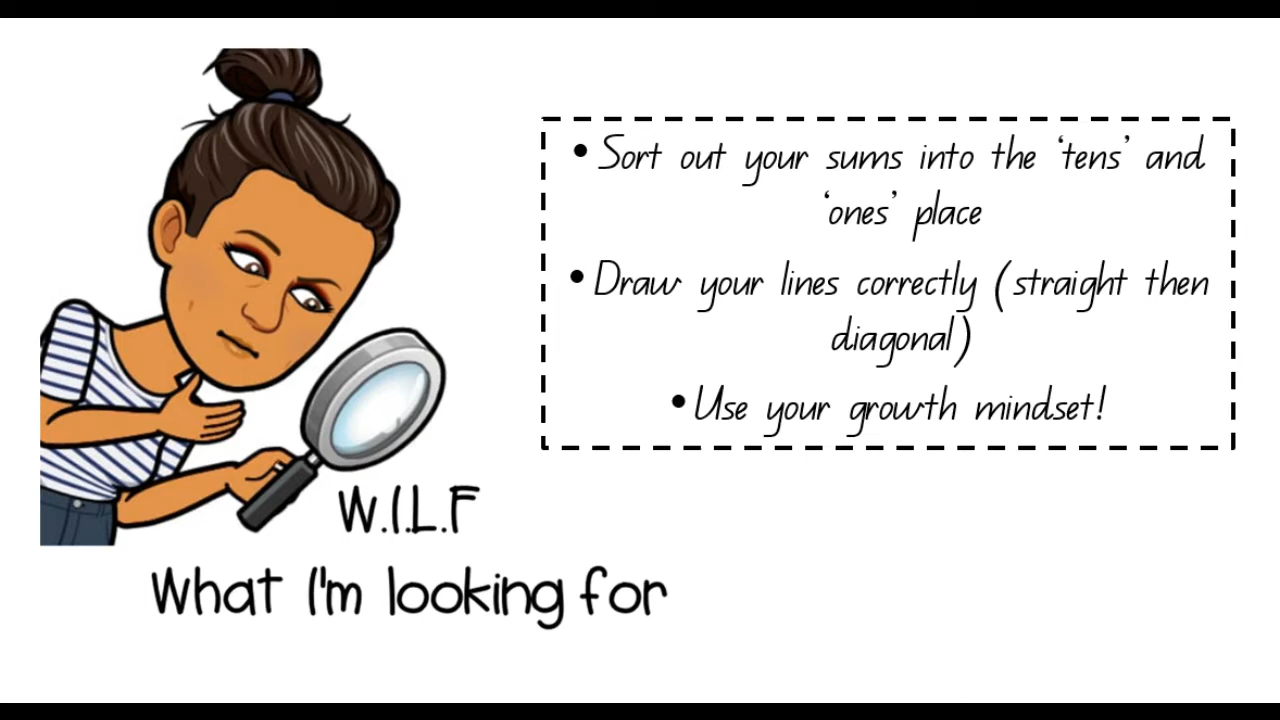 • Sort out your sums into the ‘tens’ and
‘ones’ place
• Draw your lines correctly (straight then
diagonal)
• Use your growth mindset!
W.I.L.F
What I'm looking for